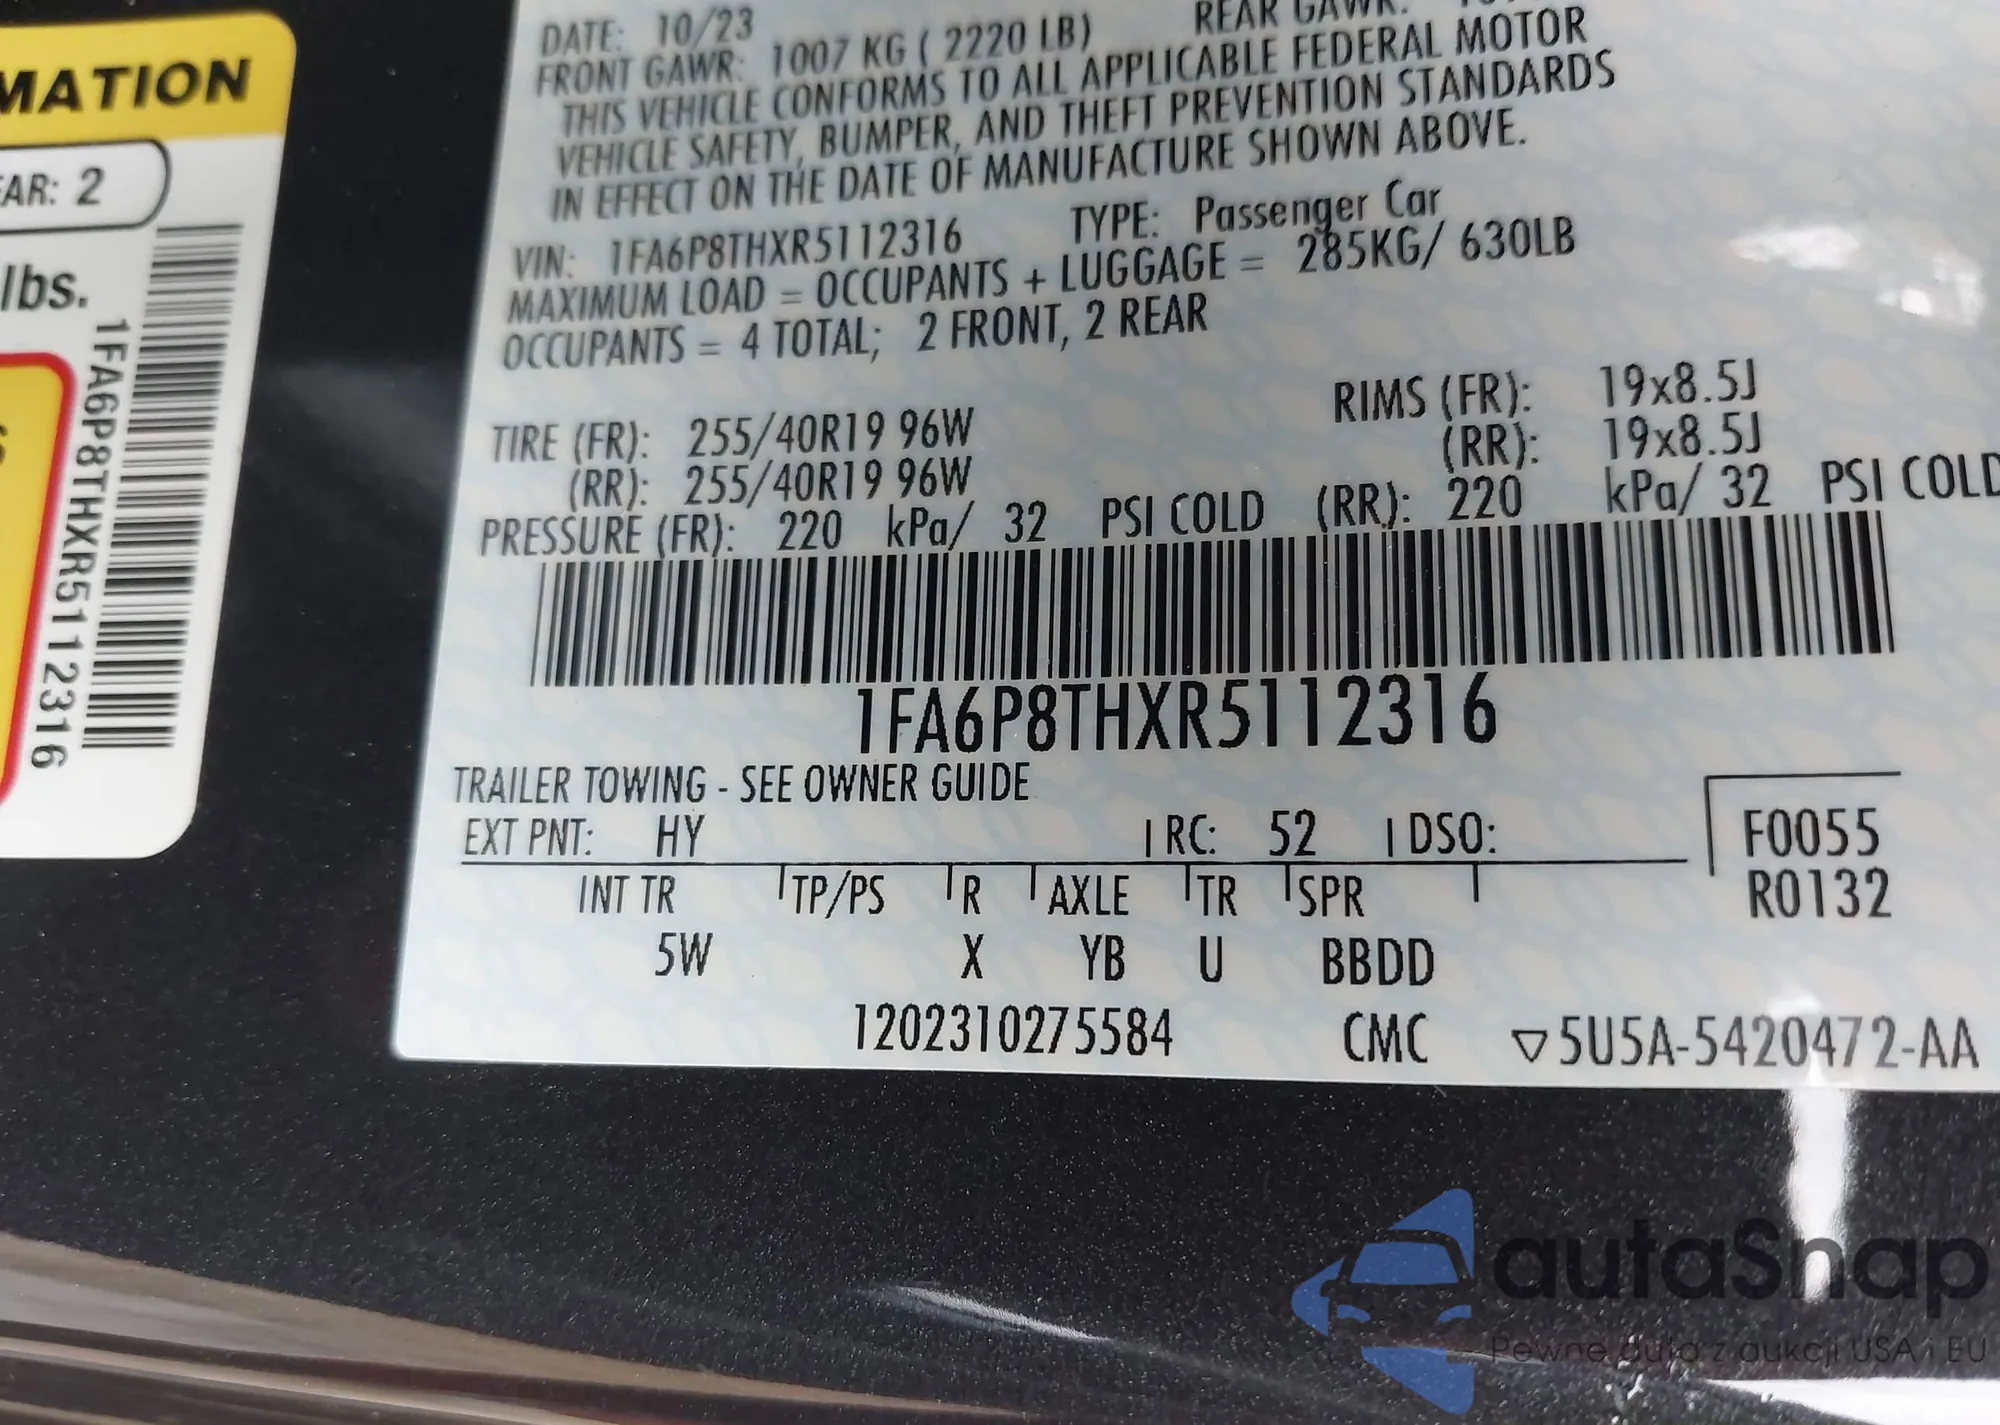 MATION
EAR: 2
lbs.
1FA6P8THXR5112316
DATE: 10/23
FRONT GAWR: 1007 KG ( 2220 LB) REAR GAWR:
THIS VEHICLE CONFORMS TO ALL APPLICABLE FEDERAL MOTOR
VEHICLE SAFETY, BUMPER, AND THEFT PREVENTION STANDARDS
IN EFFECT ON THE DATE OF MANUFACTURE SHOWN ABOVE.
VIN: 1FA6P8THXR5112316 TYPE: Passenger Car
MAXIMUM LOAD = OCCUPANTS + LUGGAGE = 285KG/ 630LB
OCCUPANTS = 4 TOTAL; 2 FRONT, 2 REAR
TIRE (FR): 255/40R19 96W RIMS (FR): 19x8.5J
(RR): 255/40R19 96W (RR): 19x8.5J
PRESSURE (FR): 220 kPa/ 32 PSI COLD (RR): 220 kPa/ 32 PSI COLD
1FA6P8THXR5112316
TRAILER TOWING - SEE OWNER GUIDE
EXT PNT: HY RC: 52 DSO: F0055
R0132
INT TR TP/PS R AXLE TR SPR
5W X YB U BBDD
1202310275584 CMC ▽5U5A-5420472-AA
autaSnap
Pewne auta z aukcji USA i EU